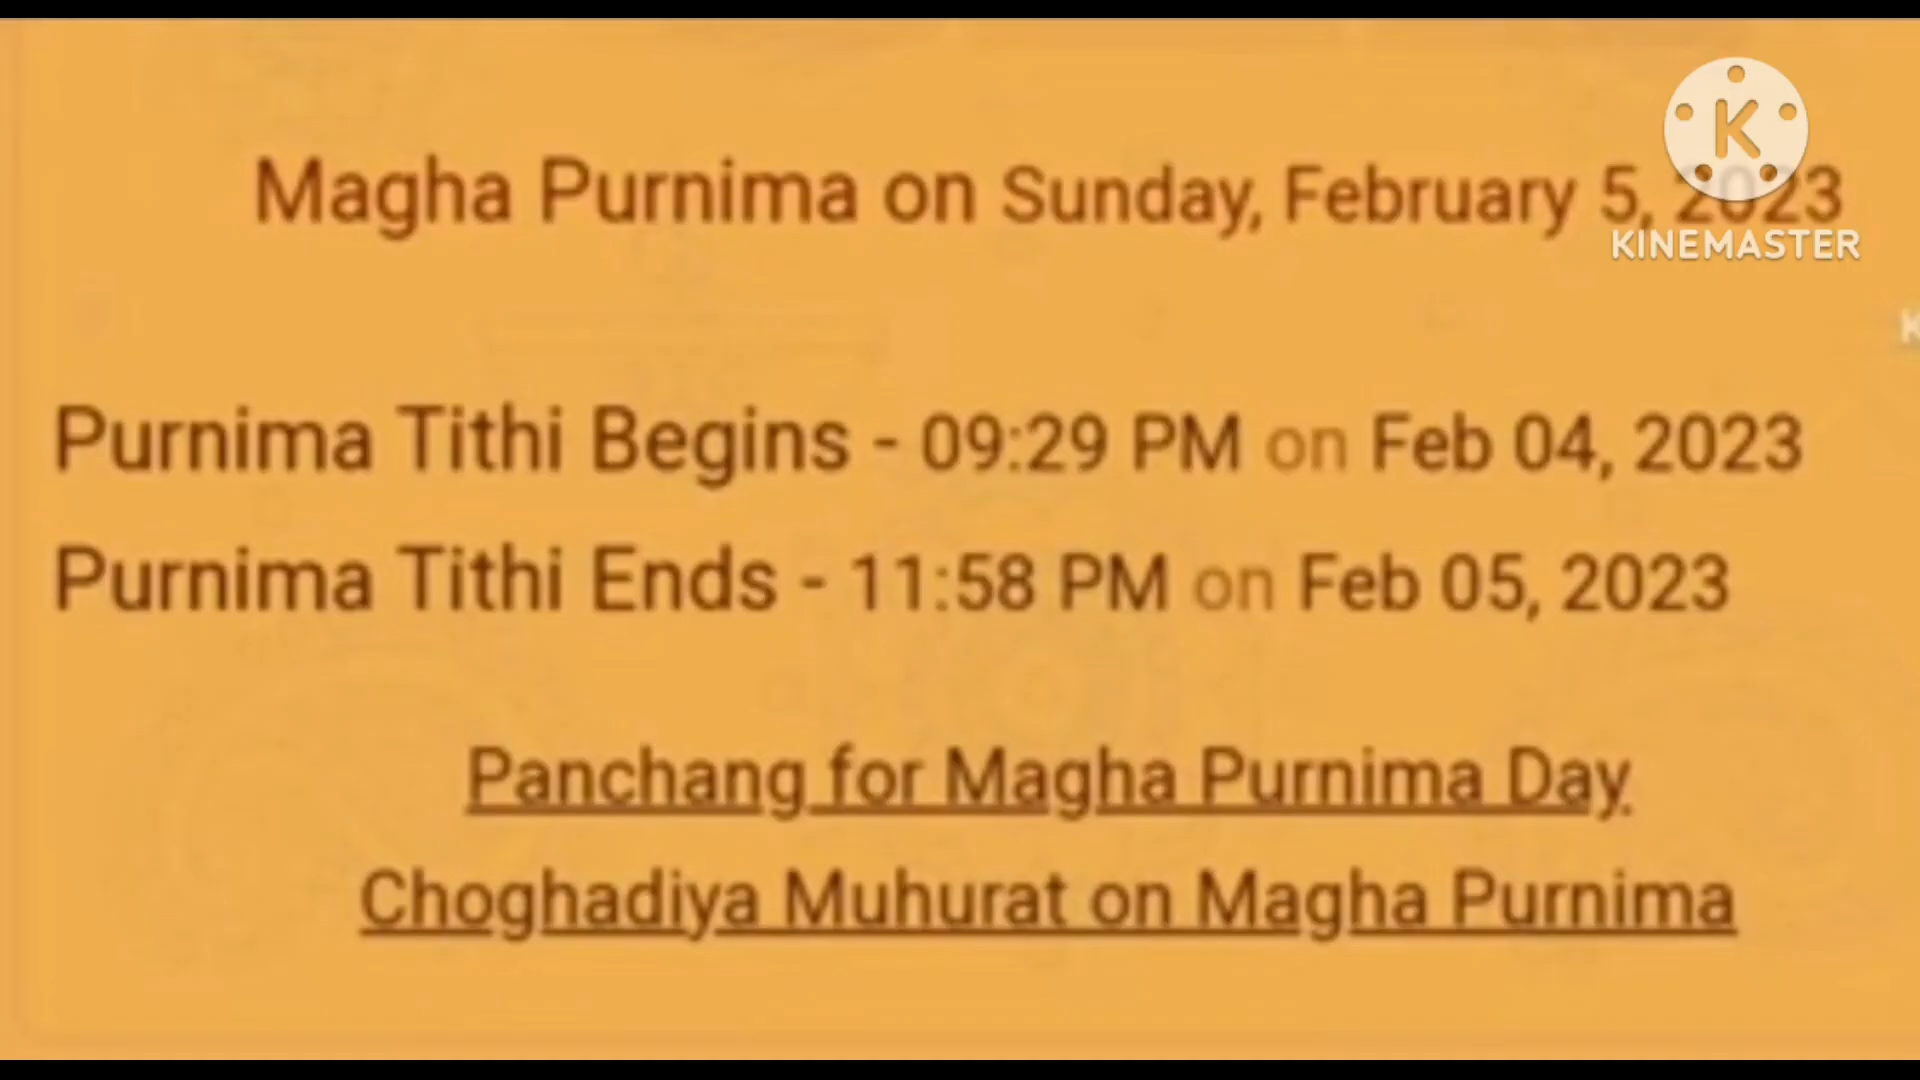 Magha Purnima on Sunday, February 5, 2023
K
KINEMASTER
Purnima Tithi Begins - 09:29 PM on Feb 04, 2023
Purnima Tithi Ends - 11:58 PM on Feb 05, 2023
Panchang for Magha Purnima Day
Choghadiya Muhurat on Magha Purnima